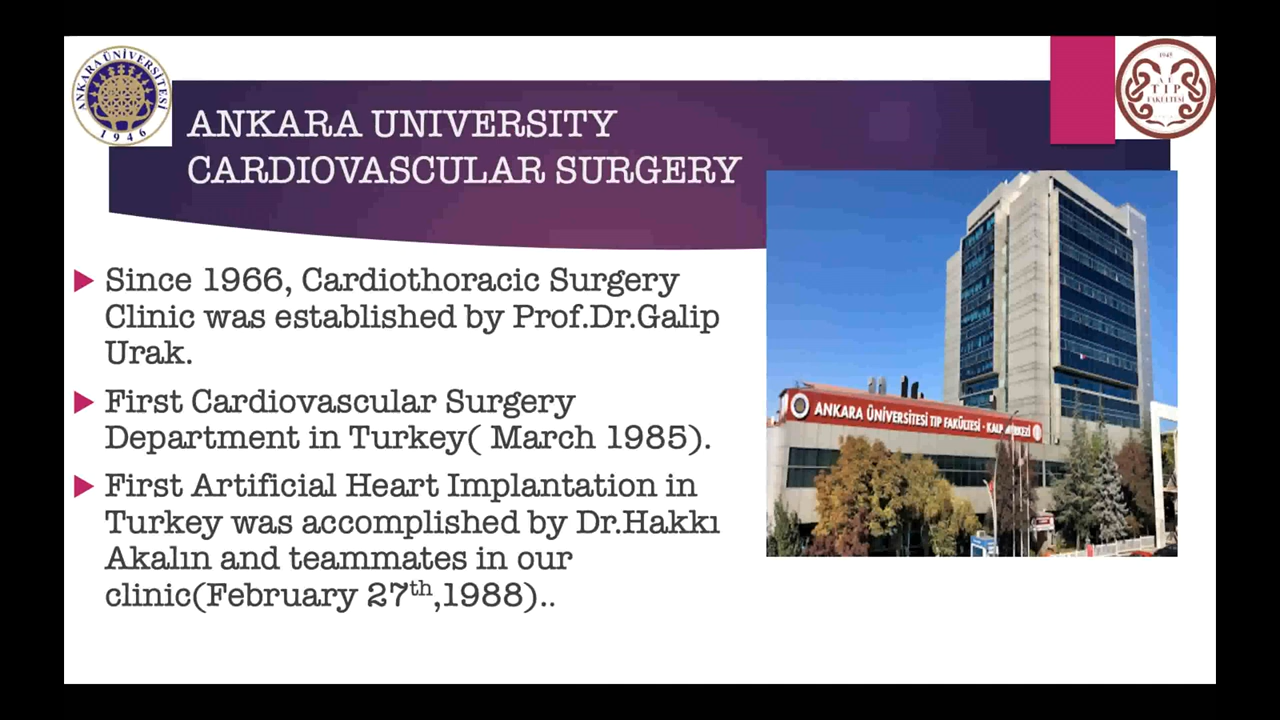 ANKARA ÜNİVERSİTESİ
1946
1945
TIP
FAKÜLTESİ
ANKARA UNIVERSITY
CARDIOVASCULAR SURGERY
Since 1966, Cardiothoracic Surgery
Clinic was established by Prof.Dr.Galip
Urak.
First Cardiovascular Surgery
Department in Turkey( March 1985).
First Artificial Heart Implantation in
Turkey was accomplished by Dr.Hakkı
Akalın and teammates in our
clinic(February 27th,1988)..
ANKARA ÜNİVERSİTESİ TIP FAKÜLTESİ - KALP MERKEZİ